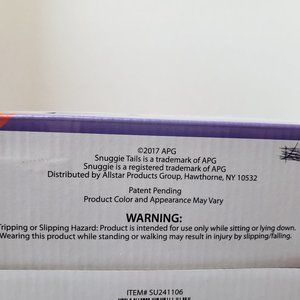 ©2017 APG
Snuggie Tails is a trademark of APG
Snuggie is a registered trademark of APG
Distributed by Allstar Products Group, Hawthorne, NY 10532
Patent Pending
Product Color and Appearance May Vary
WARNING:
Tripping or Slipping Hazard: Product is intended for use only while sitting or lying down.
Wearing this product while standing or walking may result in injury by slipping/falling.
ITEM# SU241106